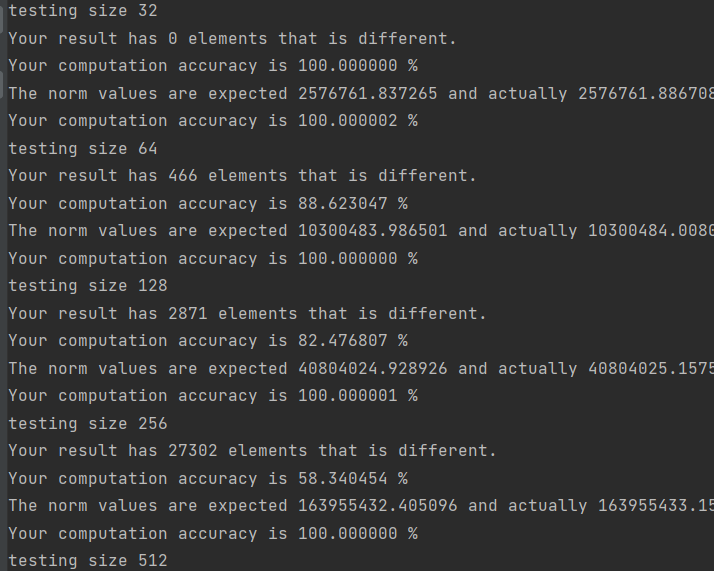 testing size 32
Your result has 0 elements that is different.
Your computation accuracy is 100.000000 %
The norm values are expected 2576761.837265 and actually 2576761.886708
Your computation accuracy is 100.000002 %
testing size 64
Your result has 466 elements that is different.
Your computation accuracy is 88.623047 %
The norm values are expected 10300483.986501 and actually 10300484.0080
Your computation accuracy is 100.000000 %
testing size 128
Your result has 2871 elements that is different.
Your computation accuracy is 82.476807 %
The norm values are expected 40804024.928926 and actually 40804025.1575
Your computation accuracy is 100.000001 %
testing size 256
Your result has 27302 elements that is different.
Your computation accuracy is 58.340454 %
The norm values are expected 163955432.405096 and actually 163955433.15
Your computation accuracy is 100.000000 %
testing size 512